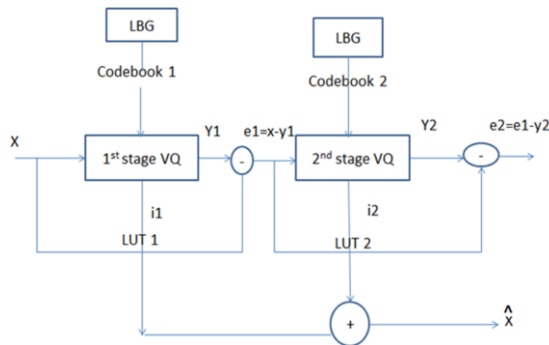 LBG
LBG
Codebook 1
Codebook 2
X
Y1
e1=x-y1
Y2
e2=e1-y2
1st stage VQ
-
2nd stage VQ
-
i1
i2
LUT 1
LUT 2
+
^
X